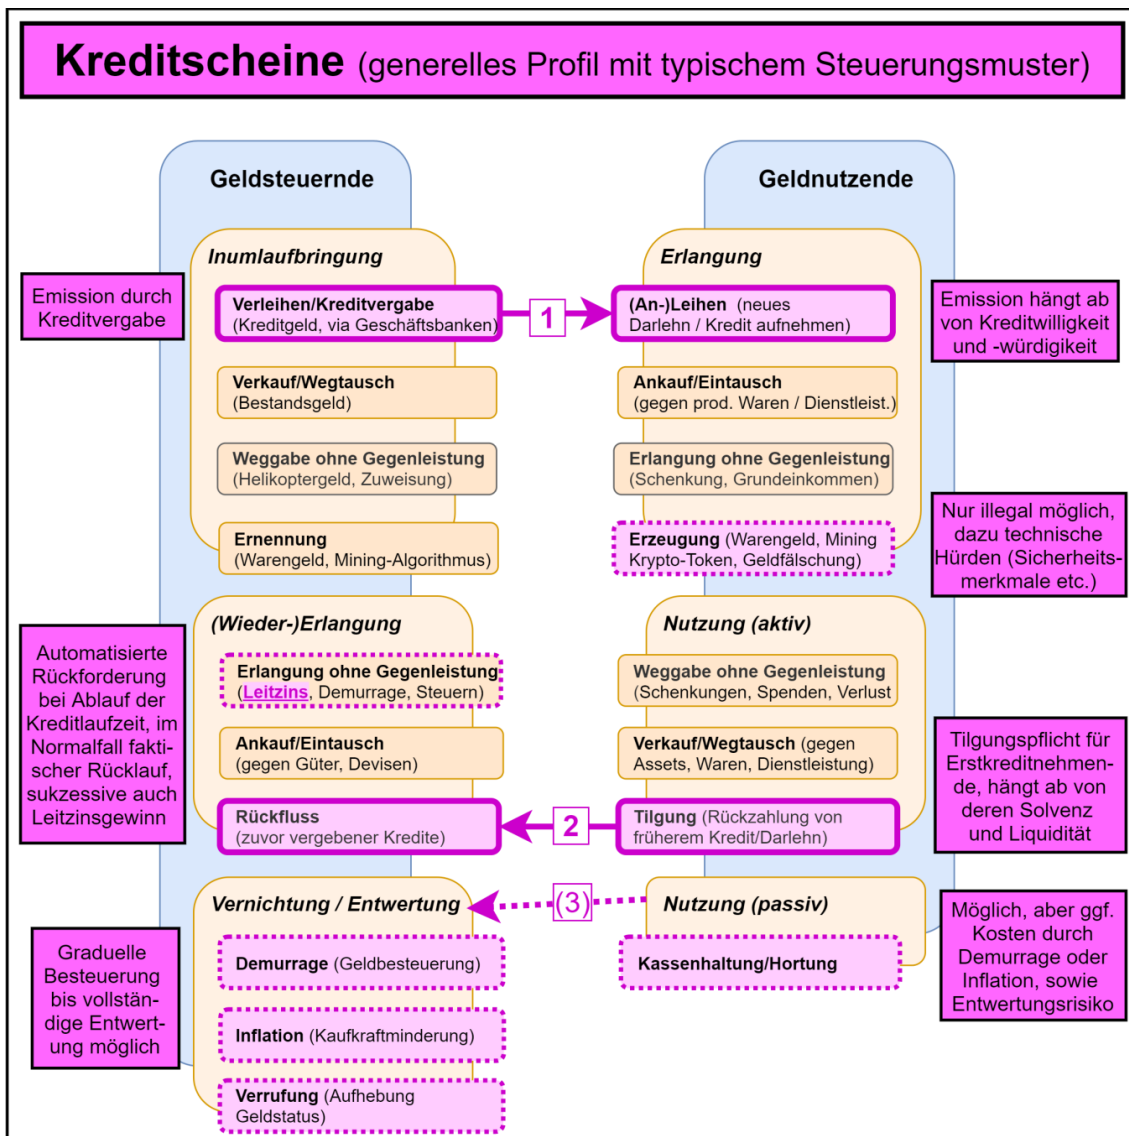 Kreditscheine (generelles Profil mit typischem Steuerungsmuster)
Geldsteuernde
Geldnutzende
Inumlaufbringung
Erlangung
Emission durch
Kreditvergabe
Verleihen/Kreditvergabe
(Kreditgeld, via Geschäftsbanken)
1
(An-)Leihen (neues
Darlehn / Kredit aufnehmen)
Emission hängt ab
von Kreditwilligkeit
und -würdigikeit
Verkauf/Wegtausch
(Bestandsgeld)
Ankauf/Eintausch
(gegen prod. Waren / Dienstleist.)
Weggabe ohne Gegenleistung
(Helikoptergeld, Zuweisung)
Erlangung ohne Gegenleistung
(Schenkung, Grundeinkommen)
Ernennung
(Warengeld, Mining-Algorithmus)
Erzeugung (Warengeld, Mining
Krypto-Token, Geldfälschung)
Nur illegal möglich,
dazu technische
Hürden (Sicherheits-
merkmale etc.)
(Wieder-)Erlangung
Nutzung (aktiv)
Automatisierte
Rückforderung
bei Ablauf der
Kreditlaufzeit, im
Normalfall fakti-
scher Rücklauf,
sukzessive auch
Leitzinsgewinn
Erlangung ohne Gegenleistung
(Leitzins, Demurrage, Steuern)
Weggabe ohne Gegenleistung
(Schenkungen, Spenden, Verlust
Ankauf/Eintausch
(gegen Güter, Devisen)
Verkauf/Wegtausch (gegen
Assets, Waren, Dienstleistung)
Tilgungspflicht für
Erstkreditnehmen-
de, hängt ab von
deren Solvenz
und Liquidität
Rückfluss
(zuvor vergebener Kredite)
2
Tilgung (Rückzahlung von
früherem Kredit/Darlehn)
Vernichtung / Entwertung
(3)
Nutzung (passiv)
Graduelle
Besteuerung
bis vollstän-
dige Entwert-
ung möglich
Demurrage (Geldbesteuerung)
Kassenhaltung/Hortung
Möglich, aber ggf.
Kosten durch
Demurrage oder
Inflation, sowie
Entwertungsrisiko
Inflation (Kaufkraftminderung)
Verrufung (Aufhebung
Geldstatus)